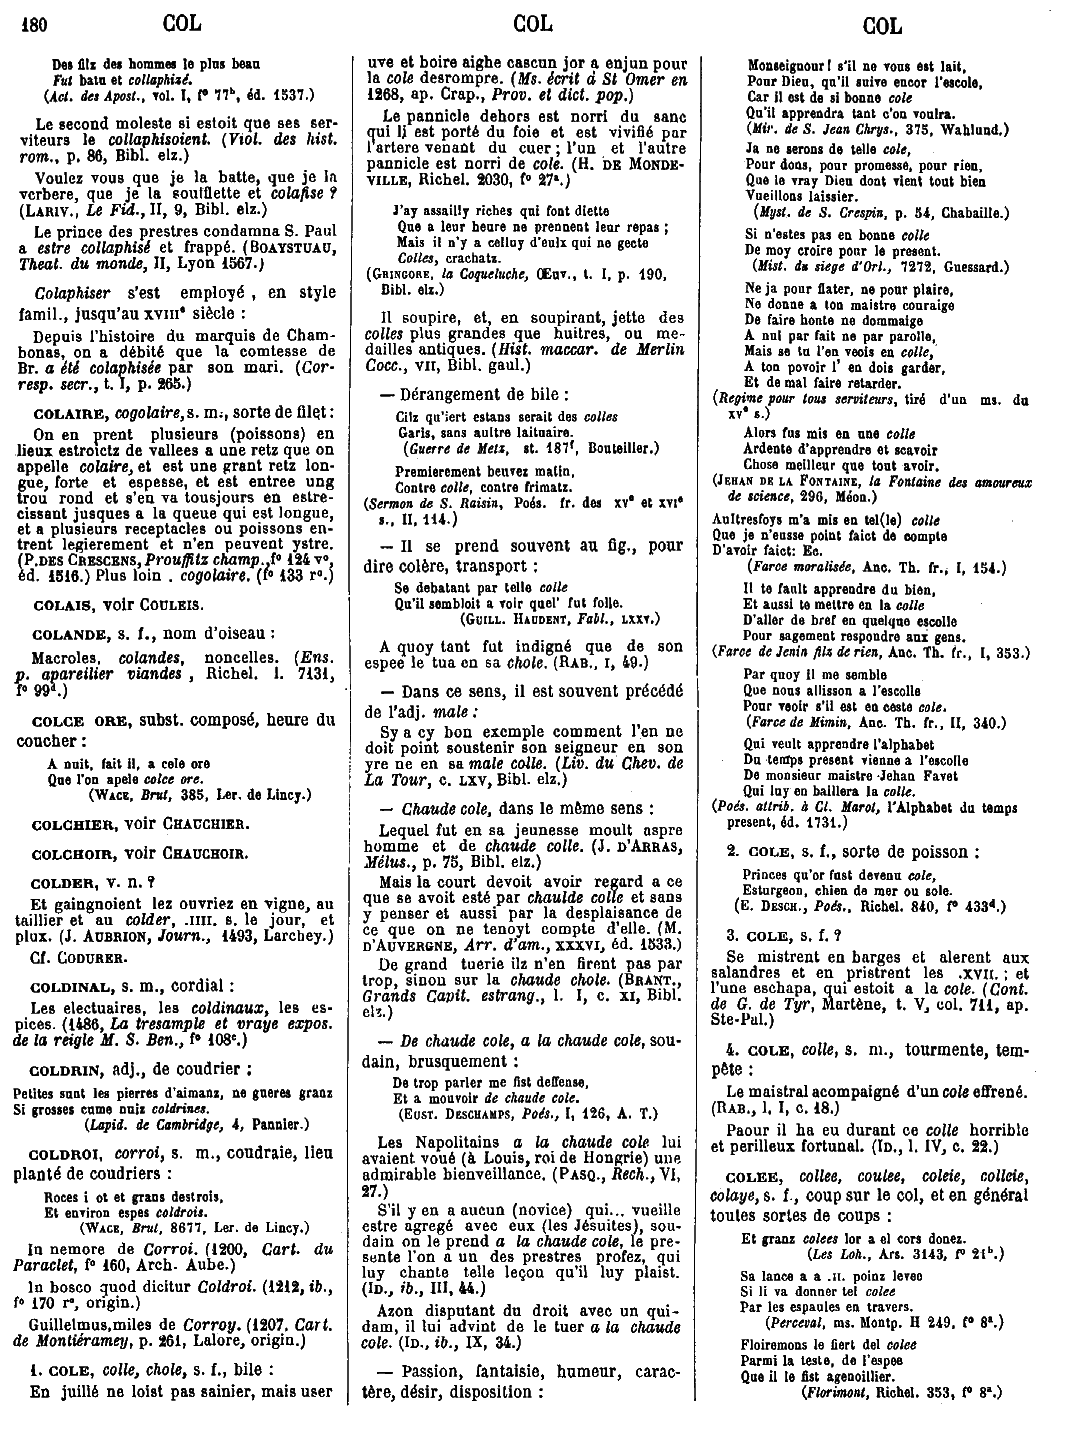 180 COL COL COL
Des filz des hommes le plus beau
Fut batu et collaphizé.
(Act. des Apost., vol. I, f° 77ᵇ, éd. 1537.)
Le second moleste si estoit que ses ser-
viteurs le collaphisoient. (Viol. des hist.
rom., p. 86, Bibl. elz.)
Voulez vous que je la batte, que je la
verbere, que je la soufflette et colafise ?
(LARIV., Le Fid., II, 9, Bibl. elz.)
Le prince des prestres condamna S. Paul
a estre collaphisé et frappé. (BOAYSTUAU,
Theat. du monde, II, Lyon 1567.)
Colaphiser s'est employé, en style
famil., jusqu'au XVIIIᵉ siècle :
Depuis l'histoire du marquis de Cham-
bonas, on a débité que la comtesse de
Br. a été colaphisée par son mari. (Cor-
resp. secr., t. I, p. 265.)
COLAIRE, cogolaire, s. m., sorte de filet :
On en prent plusieurs (poissons) en
lieux estroictz de vallees a une retz que on
appelle colaire, et est une grant retz lon-
gue, forte et espesse, et est entree ung
trou rond et s'en va tousjours en estre-
cissant jusques a la queue qui est longue,
et a plusieurs receptacles ou poissons en-
trent legierement et n'en peuvent ystre.
(P. DES CRESCENS, Prouffitz champ., f° 124 v°,
éd. 1516.) Plus loin . cogolaire. (f° 133 r°.)
COLAIS, voir COULEIS.
COLANDE, s. f., nom d'oiseau :
Macroles, colandes, noncelles. (Ens.
p. apareilier viandes , Richel. l. 7131,
f° 99ᵈ.)
COLCE ORE, subst. composé, heure du
coucher :
A nuit, fait il, a cele ore
Que l'on apele colce ore.
(WACE, Brut, 385, Ler. de Lincy.)
COLCHIER, voir CHAUCHIER.
COLCHOIR, voir CHAUCHOIR.
COLDER, v. n. ?
Et gaingnoient lez ouvriez en vigne, au
taillier et au colder, .IIII. s. le jour, et
plux. (J. AUBRION, Journ., 1493, Larchey.)
Cf. CODURER.
COLDINAL, s. m., cordial :
Les electuaires, les coldinaux, les es-
pices. (1486, La tresample et vraye expos.
de la reigle M. S. Ben., f° 108ᶜ.)
COLDRIN, adj., de coudrier :
Petites sunt les pierres d'aimanz, ne gueres granz
Si grosses cume nuiz coldrines.
(Lapid. de Cambridge, 4, Pannier.)
COLDROI, corroi, s. m., coudraie, lieu
planté de coudriers :
Roces i ot et grans destrois,
Et environ espes coldrois.
(WACE, Brut, 8677, Ler. de Lincy.)
In nemore de Corroi. (1200, Cart. du
Paraclet, f° 160, Arch. Aube.)
In bosco quod dicitur Coldroi. (1212, ib.,
f° 170 r°, origin.)
Guillelmus, miles de Corroy. (1207, Cart.
de Montiéramey, p. 261, Lalore, origin.)
1. COLE, colle, chole, s. f., bile :
En juillé ne loist pas sainier, mais user
uve et boire aighe cascun jor a enjun pour
la cole desrompre. (Ms. écrit à St Omer en
1268, ap. Crap., Prov. et dict. pop.)
Le pannicle dehors est norri du sanc
qui li est porté du foie et est vivifié par
l'artere venant du cuer ; l'un et l'autre
pannicle est norri de cole. (H. DE MONDE-
VILLE, Richel. 2030, f° 27ᵃ.)
J'ay assailly riches qui font diette
Que a leur heure ne prennent leur repas ;
Mais il n'y a celluy d'eulx qui ne gecte
Colles, crachatz.
(GRINGORE, la Coqueluche, Œuv., t. I, p. 190,
Bibl. elz.)
Il soupire, et, en soupirant, jette des
colles plus grandes que huitres, ou me-
dailles antiques. (Hist. maccar. de Merlin
Cocc., VII, Bibl. gaul.)
— Dérangement de bile :
Cilz qu'iert estans serait des colles
Garis, sans aultre laituaire.
(Guerre de Metz, st. 187ᶠ, Bouteiller.)
Premierement beuvez matin,
Contre colle, contre frimatz.
(Sermon de S. Raisin, Poés. fr. des XVᵉ et XVIᵉ
s., II, 114.)
— Il se prend souvent au fig., pour
dire colère, transport :
Se debatant par telle colle
Qu'il sembloit a voir quel' fut folle.
(GUILL. HAUDENT, Fabl., LXXV.)
A quoy tant fut indigné que de son
espee le tua en sa chole. (RAB., I, 49.)
— Dans ce sens, il est souvent précédé
de l'adj. male :
Sy a cy bon exemple comment l'en ne
doit point soustenir son seigneur en son
yre ne en sa male colle. (Liv. du Chev. de
La Tour, c. LXV, Bibl. elz.)
— Chaude cole, dans le même sens :
Lequel fut en sa jeunesse moult aspre
homme et de chaude colle. (J. D'ARRAS,
Mélus., p. 75, Bibl. elz.)
Mais la court devoit avoir regard a ce
que se avoit esté par chaulde colle et sans
y penser et aussi par la desplaisance de
ce que on ne tenoyt compte d'elle. (M.
D'AUVERGNE, Arr. d'am., XXXVI, éd. 1533.)
De grand tuerie ilz n'en firent pas par
trop, sinou sur la chaude chole. (BRANT.,
Grands Capit. estrang., l. I, c. XI, Bibl.
elz.)
— De chaude cole, a la chaude cole, sou-
dain, brusquement :
De trop parler me fist deffense,
Et a mouvoir de chaude cole.
(EUST. DESCHAMPS, Poés., I, 126, A. T.)
Les Napolitains a la chaude cole lui
avaient voué (à Louis, roi de Hongrie) une
admirable bienveillance. (PASQ., Rech., VI,
27.)
S'il y en a aucun (novice) qui... vueille
estre agregé avec eux (les Jésuites), sou-
dain on le prend a la chaude cole, le pre-
sente l'on a un des prestres profez, qui
luy chante telle leçon qu'il luy plaist.
(ID., ib., III, 44.)
Azon disputant du droit avec un qui-
dam, il lui advint de le tuer a la chaude
cole. (ID., ib., IX, 34.)
— Passion, fantaisie, humeur, carac-
tère, désir, disposition :
Monseignour ! s'il ne vous est lait,
Pour Dieu, qu'il suive encor l'escole,
Car il est de si bonne cole
Qu'il apprendra tant c'on voulra.
(Mir. de S. Jean Chrys., 375, Wahlund.)
Ja ne serons de telle cole,
Pour dons, pour promesse, pour rien,
Que le vray Dieu dont vient tout bien
Vueillons laissier.
(Myst. de S. Crespin, p. 54, Chabaille.)
Si n'estes pas en bonne colle
De moy croire pour le present.
(Mist. du siege d'Orl., 7272, Guessard.)
Ne ja pour flater, ne pour plaire,
Ne donne a ton maistre couraige
De faire honte ne dommaige
A nul par fait ne par parolle,
Mais se tu l'en veois en colle,
A ton povoir l' en dois garder,
Et de mal faire retarder.
(Regime pour tous serviteurs, tiré d'un ms. du
XVᵉ s.)
Alors fus mis en une colle
Ardente d'apprendre et scavoir
Chose meilleur que tout avoir.
(JEHAN DE LA FONTAINE, la Fontaine des amoureux
de science, 296, Méon.)
Aultresfoys m'a mis en tel(le) colle
Que je n'eusse point faict de compte
D'avoir faict: Ee.
(Farce moralisée, Anc. Th. fr., I, 154.)
Il te fault apprendre du bien,
Et aussi te mettre en la colle
D'aller de bref en quelque escolle
Pour sagement respondre aux gens.
(Farce de Jenin filz de rien, Anc. Th. fr., I, 353.)
Par quoy il me semble
Que nous allisson a l'escolle
Pour veoir s'il est en ceste cole.
(Farce de Mimin, Anc. Th. fr., II, 340.)
Qui veult apprendre l'alphabet
Du temps present vienne a l'escolle
De monsieur maistre Jehan Favet
Qui luy en baillera la colle.
(Poés. attrib. à Cl. Marot, l'Alphabet du temps
present, éd. 1731.)
2. COLE, s. f., sorte de poisson :
Princes qu'or fust devenu cole,
Esturgeon, chien de mer ou sole.
(E. DESCH., Poés., Richel. 840, f° 433ᵈ.)
3. COLE, s. f. ?
Se mistrent en barges et alerent aux
salandres et en pristrent les .XVII. ; et
l'une eschapa, qui estoit a la cole. (Cont.
de G. de Tyr, Martène, t. V, col. 711, ap.
Ste-Pal.)
4. COLE, colle, s. m., tourmente, tem-
pête :
Le maistral acompaigné d'un cole effrené.
(RAB., l. I, c. 18.)
Paour il ha eu durant ce colle horrible
et perilleux fortunal. (ID., l. IV, c. 22.)
COLEE, collee, coulee, coleie, colleie,
colaye, s. f., coup sur le col, et en général
toutes sortes de coups :
Et granz colees lor a el cors donez.
(Les Loh., Ars. 3143, f° 21ᵇ.)
Sa lance a a .II. poinz levee
Si li va donner tel colee
Par les espaules en travers.
(Perceval, ms. Montp. H 249, f° 8ᵃ.)
Floiremons le fiert del colee
Parmi la teste, de l'espee
Que il le fist agenoillier.
(Florimont, Richel. 353, f° 8ᵃ.)